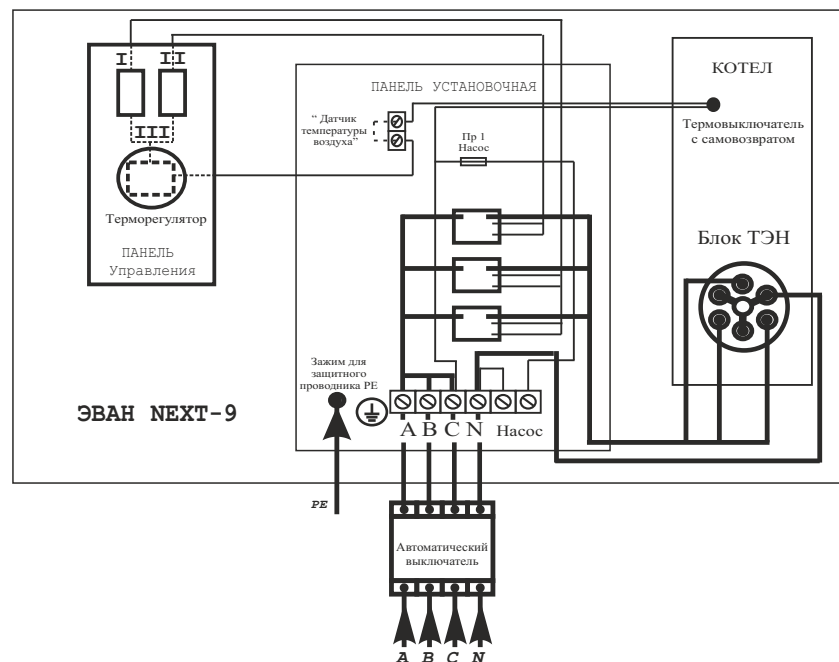 I II
III
Терморегулятор
ПАНЕЛЬ
Управления
ПАНЕЛЬ УСТАНОВОЧНАЯ
“ Датчик
температуры
воздуха”
Пр 1
Насос
КОТЕЛ
Термовыключатель
с самовозвратом
Блок ТЭН
Зажим для
защитного
проводника PE
ЭВАН NEXT-9
A B C N Насос
PE
Автоматический
выключатель
A B C N